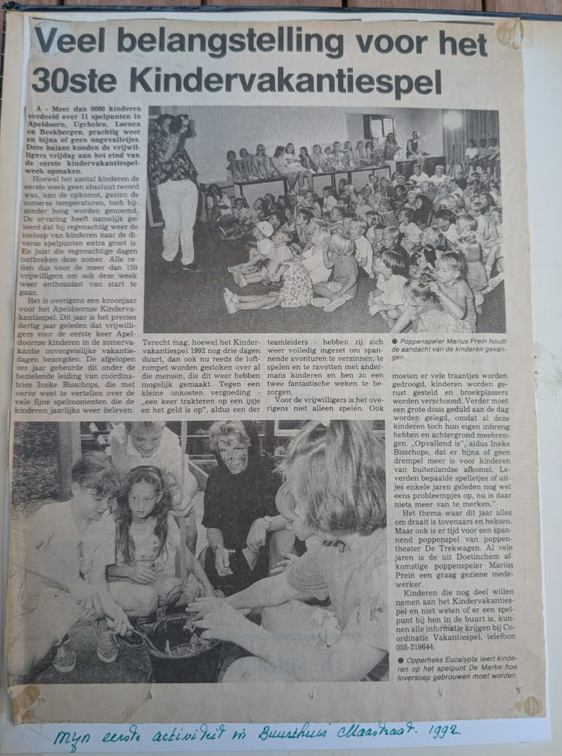 Veel belangstelling voor het
30ste Kindervakantiespel
A - Meer dan 6000 kinderen
verdeeld over 11 spelpunten in
Apeldoorn, Ugchelen, Loenen
en Beekbergen, prachtig weer
en bijna of geen ongevalletjes.
Deze balans konden de vrijwil-
ligers vrijdag aan het eind van
de eerste kindervakantiespel-
week opmaken.
Hoewel het aantal kinderen de
eerste week geen absoluut record
was, kan de opkomst, gezien de
zomerse temperaturen, toch bij-
zonder hoog worden genoemd.
De ervaring heeft namelijk ge-
leerd dat bij regenachtig weer de
toeloop van kinderen naar de di-
verse spelpunten extra groot is.
En juist die regenachtige dagen
ontbreken deze zomer. Alle re-
den dus voor de meer dan 150
vrijwilligers om ook deze week
weer enthousiast van start te
gaan.
Het is overigens een kroonjaar
voor het Apeldoornse Kinderva-
kantiespel. Dit jaar is het precies
dertig jaar geleden dat vrijwilli-
gers voor de eerste keer Apel-
doornse kinderen in de zomerva-
kantie onvergetelijke vakantie-
dagen bezorgden. De afgelopen
zes jaar gebeurde dit onder de
bezielende leiding van coördina-
trice Ineke Bisschops, die met
verve weet te vertellen over de
vele fijne spelmomenten die de
kinderen jaarlijks weer beleven.
Terecht mag, hoewel het Kinder-
vakantiespel 1992 nog drie dagen
duurt, dan ook nu reeds de loft-
rompet worden gestoken over al
die mensen, die dit weer hebben
mogelijk gemaakt. Tegen een
kleine onkosten vergoeding -
„een keer trakteren op een ijsje
en het geld is op", aldus een der
teamleiders - hebben zij zich
weer volledig ingezet om span-
nende avonturen te verzinnen, te
spelen en te ravotten met ander-
mans kinderen en hen zo een
twee fantastische weken te be-
zorgen.
Voor de vrijwilligers is het ove-
rigens niet alleen spelen. Ook
● Poppenspeler Marius Prein houdt
de aandacht van de kinderen gevan-
gen.
moeten er vele traantjes worden
gedroogd, kinderen worden ge-
rust gesteld en broekplassers
worden verschoond. Verder moet
een grote dosis geduld aan de dag
worden gelegd, omdat al deze
kinderen toch hun eigen inbreng
hebben en achtergrond meebren-
gen. „Opvallend is", aldus Ineke
Bisschops, dat er bijna of geen
drempel meer is voor kinderen
van buitenlandse afkomst. Le-
verden bepaalde spelletjes of uit-
jes enkele jaren geleden nog wel
eens probleempjes op, nu is daar
niets meer van te merken."
Het thema waar dit jaar alles
om draait is tovenaars en heksen.
Maar ook is er tijd voor een span-
nend poppenspel van poppen-
theater De Trekwagen. Al vele
jaren is de uit Doetinchem af-
komstige poppenspeler Marius
Prein een graag geziene mede-
werker.
Kinderen die nog deel willen
nemen aan het Kindervakanties-
pel en niet weten of er een spel-
punt bij hen in de buurt is, kun-
nen alle informatie krijgen bij Co-
ordinatie Vakantiespel, telefoon
055-219644.
● Opperheks Eucalypta leert kinde-
ren op het spelpunt De Marke hoe
toversoep gebrouwen moet worden.
Mijn eerste activiteit in Buurthuis Maastraat. 1992